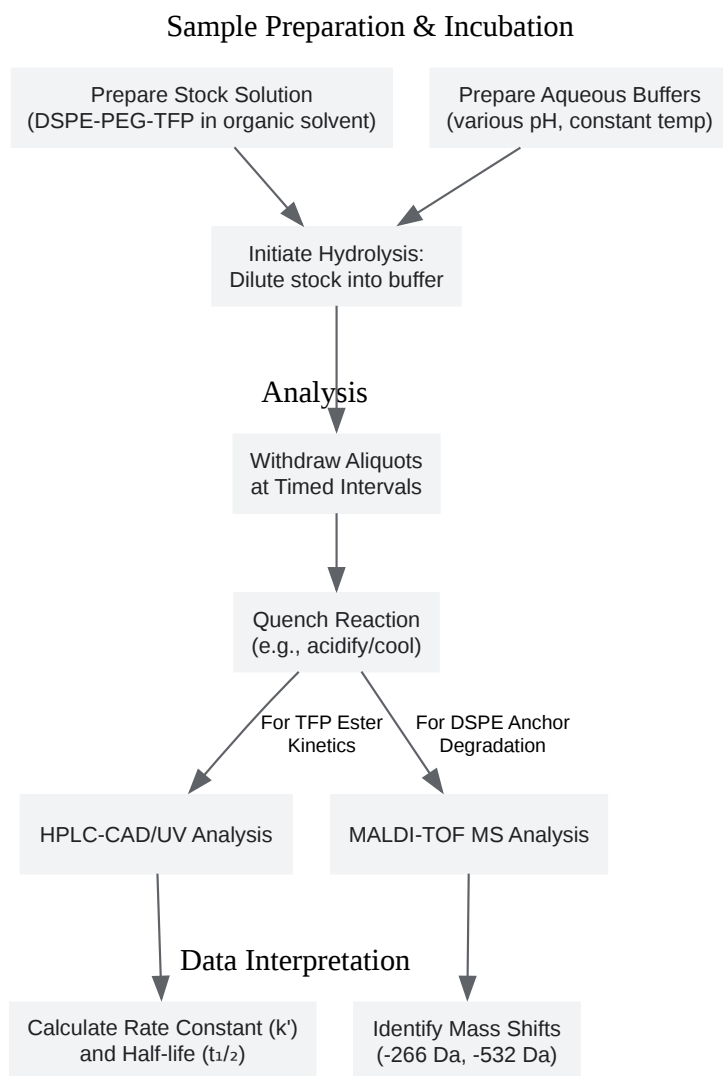 Sample Preparation & Incubation
Prepare Stock Solution
(DSPE-PEG-TFP in organic solvent)
Prepare Aqueous Buffers
(various pH, constant temp)
Initiate Hydrolysis:
Dilute stock into buffer
Analysis
Withdraw Aliquots
at Timed Intervals
Quench Reaction
(e.g., acidify/cool)
For TFP Ester
Kinetics
For DSPE Anchor
Degradation
HPLC-CAD/UV Analysis
MALDI-TOF MS Analysis
Data Interpretation
Calculate Rate Constant (k')
and Half-life (t₁/₂)
Identify Mass Shifts
(-266 Da, -532 Da)